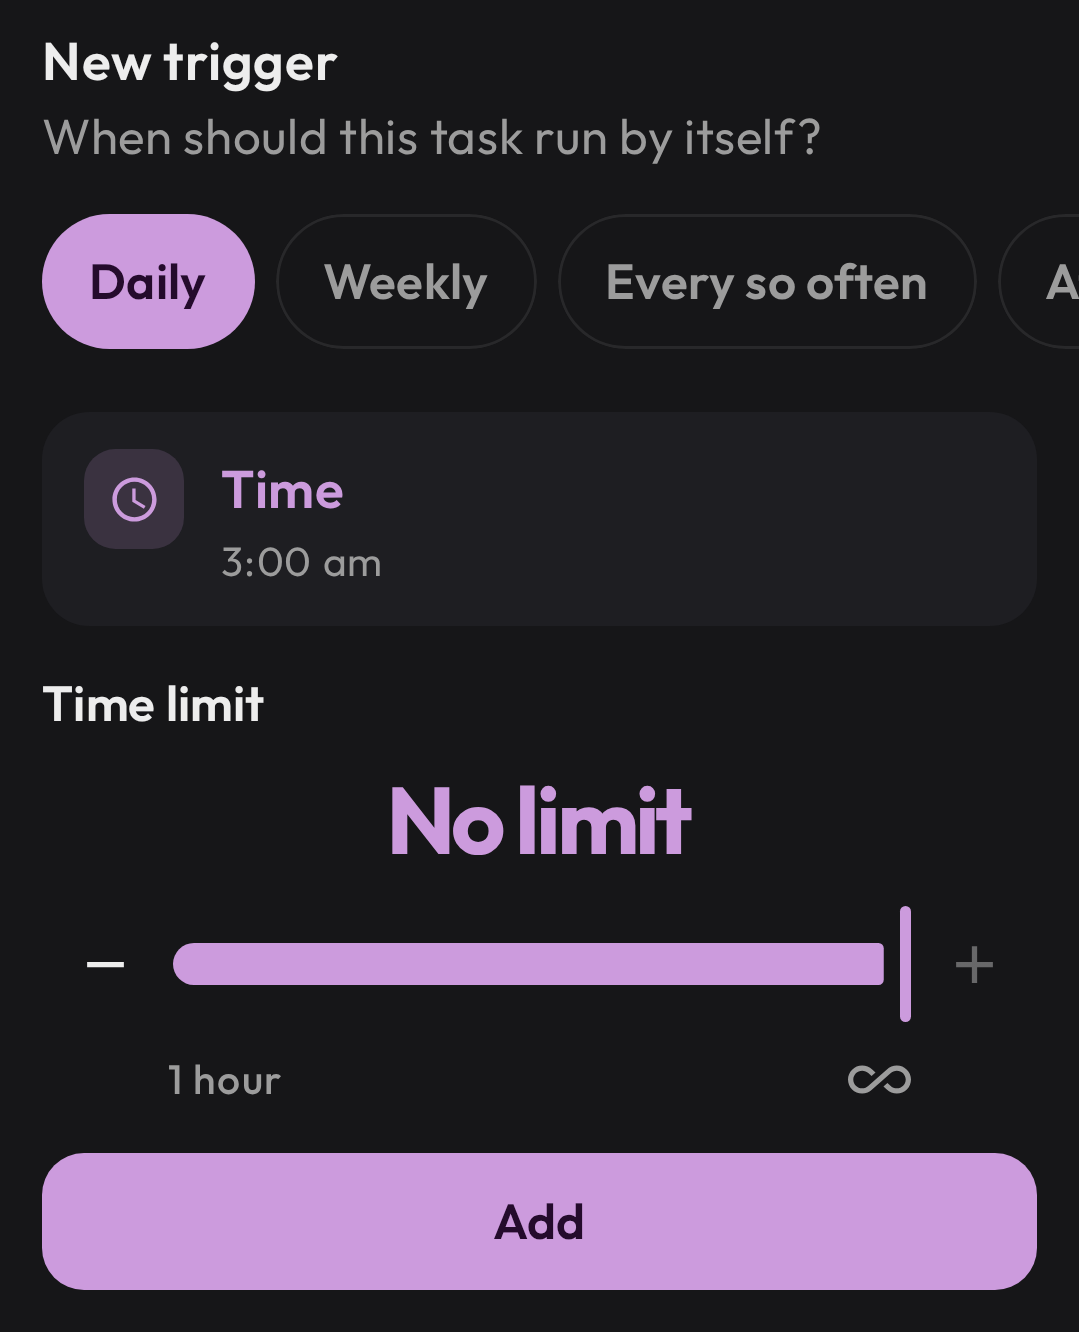 New trigger
When should this task run by itself?
Daily
Weekly
Every so often
A
Time
3:00 am
Time limit
No limit
1 hour
∞
Add